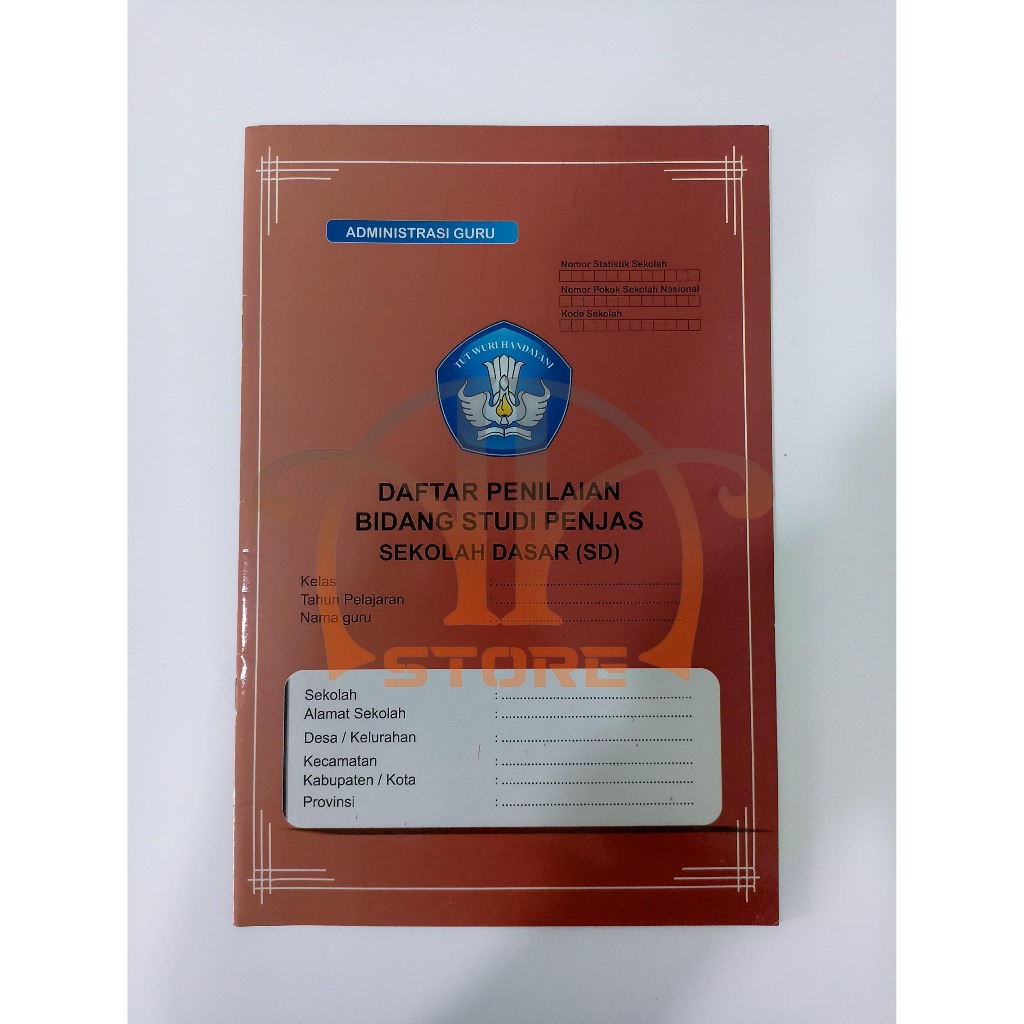 ADMINISTRASI GURU
Nomor Statistik Sekolah
Nomor Pokok Sekolah Nasional
Kode Sekolah
TUT WURI HANDAYANI
DAFTAR PENILAIAN
BIDANG STUDI PENJAS
SEKOLAH DASAR (SD)
Kelas : ....................
Tahun Pelajaran : ....................
Nama guru : ....................
STORE
Sekolah : ....................
Alamat Sekolah : ....................
Desa / Kelurahan : ....................
Kecamatan : ....................
Kabupaten / Kota : ....................
Provinsi : ....................